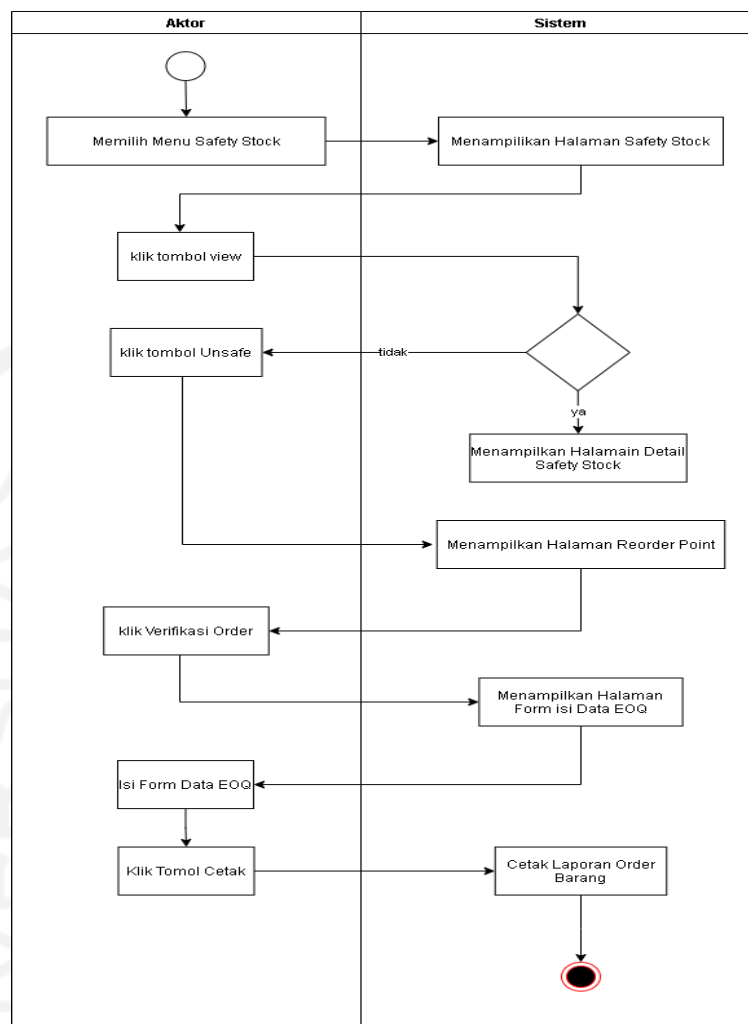 Aktor
Sistem
Memilih Menu Safety Stock
Menampilikan Halaman Safety Stock
klik tombol view
klik tombol Unsafe
tidak
ya
Menampilkan Halamain Detail
Safety Stock
Menampilkan Halaman Reorder Point
klik Verifikasi Order
Menampilkan Halaman
Form isi Data EOQ
Isi Form Data EOQ
Klik Tomol Cetak
Cetak Laporan Order
Barang